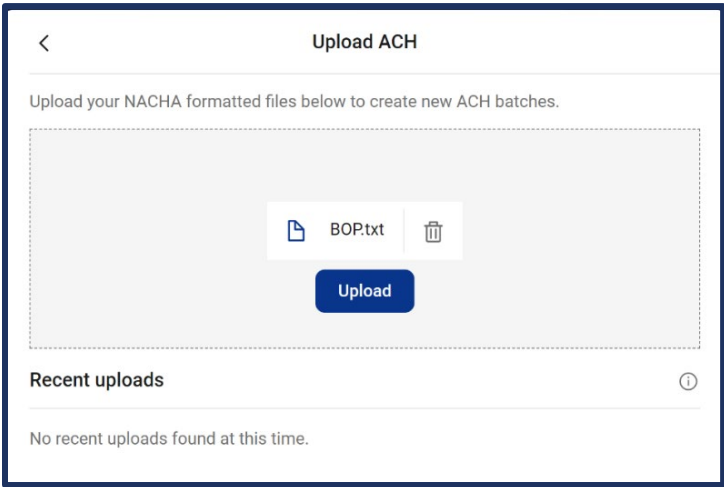 Upload ACH
Upload your NACHA formatted files below to create new ACH batches.
BOP.txt
Upload
Recent uploads
No recent uploads found at this time.